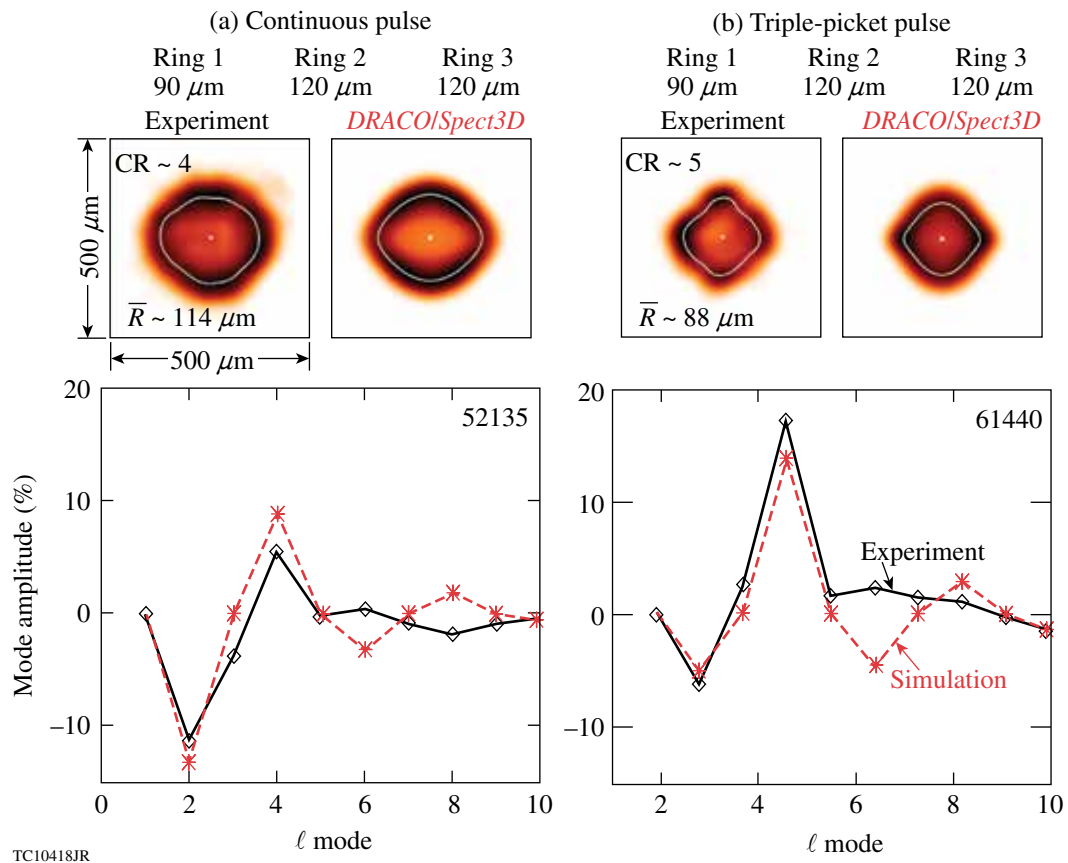 (a) Continuous pulse
Ring 1 Ring 2 Ring 3
90 μm 120 μm 120 μm
Experiment DRACO/Spect3D
CR ~ 4
R̅ ~ 114 μm
500 μm
500 μm
(b) Triple-picket pulse
Ring 1 Ring 2 Ring 3
90 μm 120 μm 120 μm
Experiment DRACO/Spect3D
CR ~ 5
R̅ ~ 88 μm
Mode amplitude (%)
20
10
0
−10
52135
0 2 4 6 8 10
ℓ mode
20
10
0
−10
61440
Experiment
Simulation
2 4 6 8 10
ℓ mode
TC10418JR